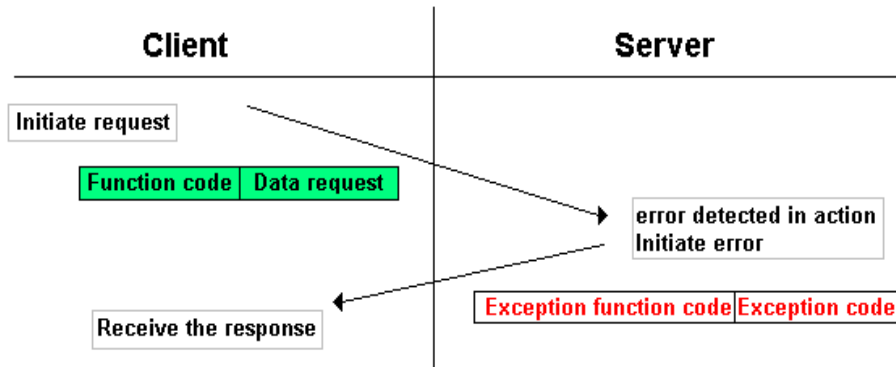 Client
Server
Initiate request
Function code Data request
error detected in action
Initiate error
Exception function code Exception code
Receive the response